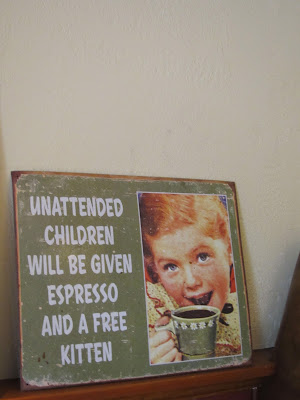 UNATTENDED
CHILDREN
WILL BE GIVEN
ESPRESSO
AND A FREE
KITTEN